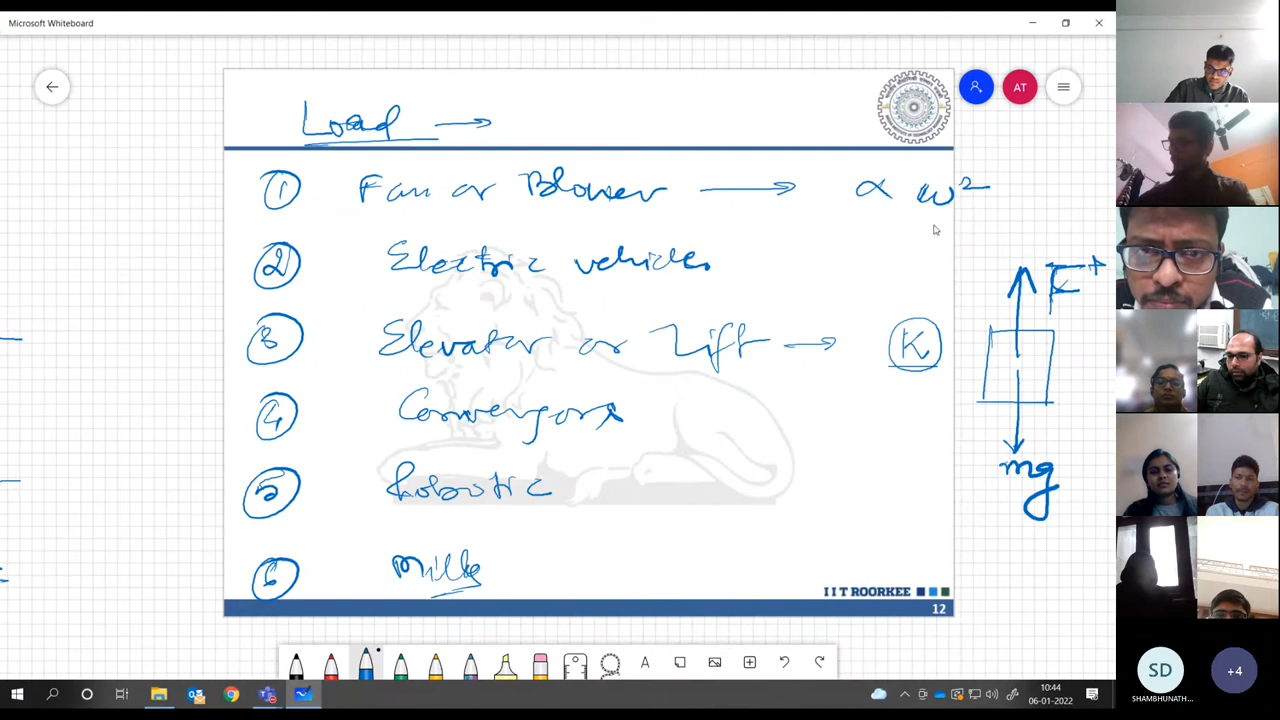 Microsoft Whiteboard
AT
Load →
① Fan or Blower → ∝ ω²
② Electric vehicles
F
③ Elevator or Lift → K
④ Conveyors
mg
⑤ Robotic
⑥ Mills
IIT ROORKEE
12
A
SD
+4
SHAMBHUNATH...
10:44
06-01-2022